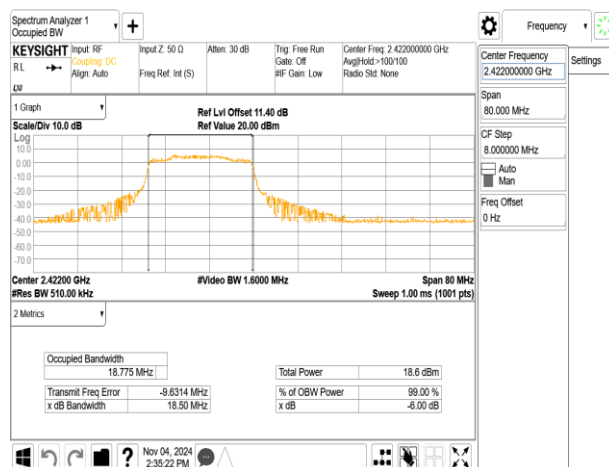 Spectrum Analyzer 1
Occupied BW
Frequency
KEYSIGHT
Input: RF
Input Z: 50 Ω
Atten: 30 dB
Trig: Free Run
Center Freq: 2.422000000 GHz
RL
Coupling: DC
Gate: Off
Avg|Hold:>100/100
Align: Auto
Freq Ref: Int (S)
#IF Gain: Low
Radio Std: None
LXI
Center Frequency
2.422000000 GHz
Settings
Span
80.000 MHz
CF Step
8.000000 MHz
Auto
Man
Freq Offset
0 Hz
1 Graph
Ref Lvl Offset 11.40 dB
Scale/Div 10.0 dB
Ref Value 20.00 dBm
Log
10.0
0.00
-10.0
-20.0
-30.0
-40.0
-50.0
-60.0
-70.0
Center 2.42200 GHz
#Video BW 1.6000 MHz
Span 80 MHz
#Res BW 510.00 kHz
Sweep 1.00 ms (1001 pts)
2 Metrics
Occupied Bandwidth
18.775 MHz
Total Power
18.6 dBm
Transmit Freq Error
-9.6314 MHz
% of OBW Power
99.00 %
x dB Bandwidth
18.50 MHz
x dB
-6.00 dB
Nov 04, 2024
2:35:22 PM